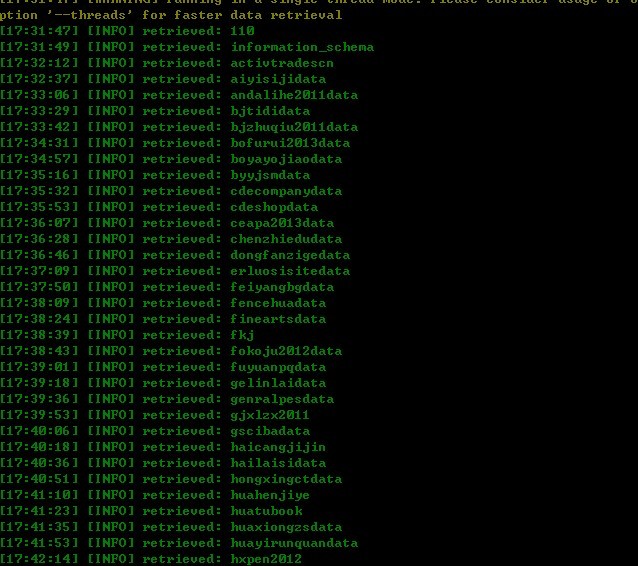 [17:31:47] [WARNING] running in a single-thread mode. Please consider usage of o
ption '--threads' for faster data retrieval
[17:31:47] [INFO] retrieved: 110
[17:31:49] [INFO] retrieved: information_schema
[17:32:12] [INFO] retrieved: activtradescn
[17:32:37] [INFO] retrieved: aiyisijidata
[17:33:06] [INFO] retrieved: andalihe2011data
[17:33:29] [INFO] retrieved: bjtididata
[17:33:42] [INFO] retrieved: bjzhuqiu2011data
[17:34:31] [INFO] retrieved: bofurui2013data
[17:34:57] [INFO] retrieved: boyayojiaodata
[17:35:16] [INFO] retrieved: byyjsmdata
[17:35:32] [INFO] retrieved: cdecompanydata
[17:35:53] [INFO] retrieved: cdeshopdata
[17:36:07] [INFO] retrieved: ceapa2013data
[17:36:28] [INFO] retrieved: chenzhiedudata
[17:36:46] [INFO] retrieved: dongfanzigedata
[17:37:09] [INFO] retrieved: erluosisitedata
[17:37:50] [INFO] retrieved: feiyangbgdata
[17:38:09] [INFO] retrieved: fencehuadata
[17:38:24] [INFO] retrieved: fineartsdata
[17:38:39] [INFO] retrieved: fkj
[17:38:43] [INFO] retrieved: fokoju2012data
[17:39:01] [INFO] retrieved: fuyuanpqdata
[17:39:18] [INFO] retrieved: gelinlaidata
[17:39:36] [INFO] retrieved: genralpesdata
[17:39:53] [INFO] retrieved: gjxlzx2011
[17:40:06] [INFO] retrieved: gscibadata
[17:40:18] [INFO] retrieved: haicangjijin
[17:40:36] [INFO] retrieved: hailaisidata
[17:40:51] [INFO] retrieved: hongxingctdata
[17:41:10] [INFO] retrieved: huahenjiye
[17:41:23] [INFO] retrieved: huatubook
[17:41:35] [INFO] retrieved: huaxiongzsdata
[17:41:53] [INFO] retrieved: huayirunquandata
[17:42:14] [INFO] retrieved: hxpen2012